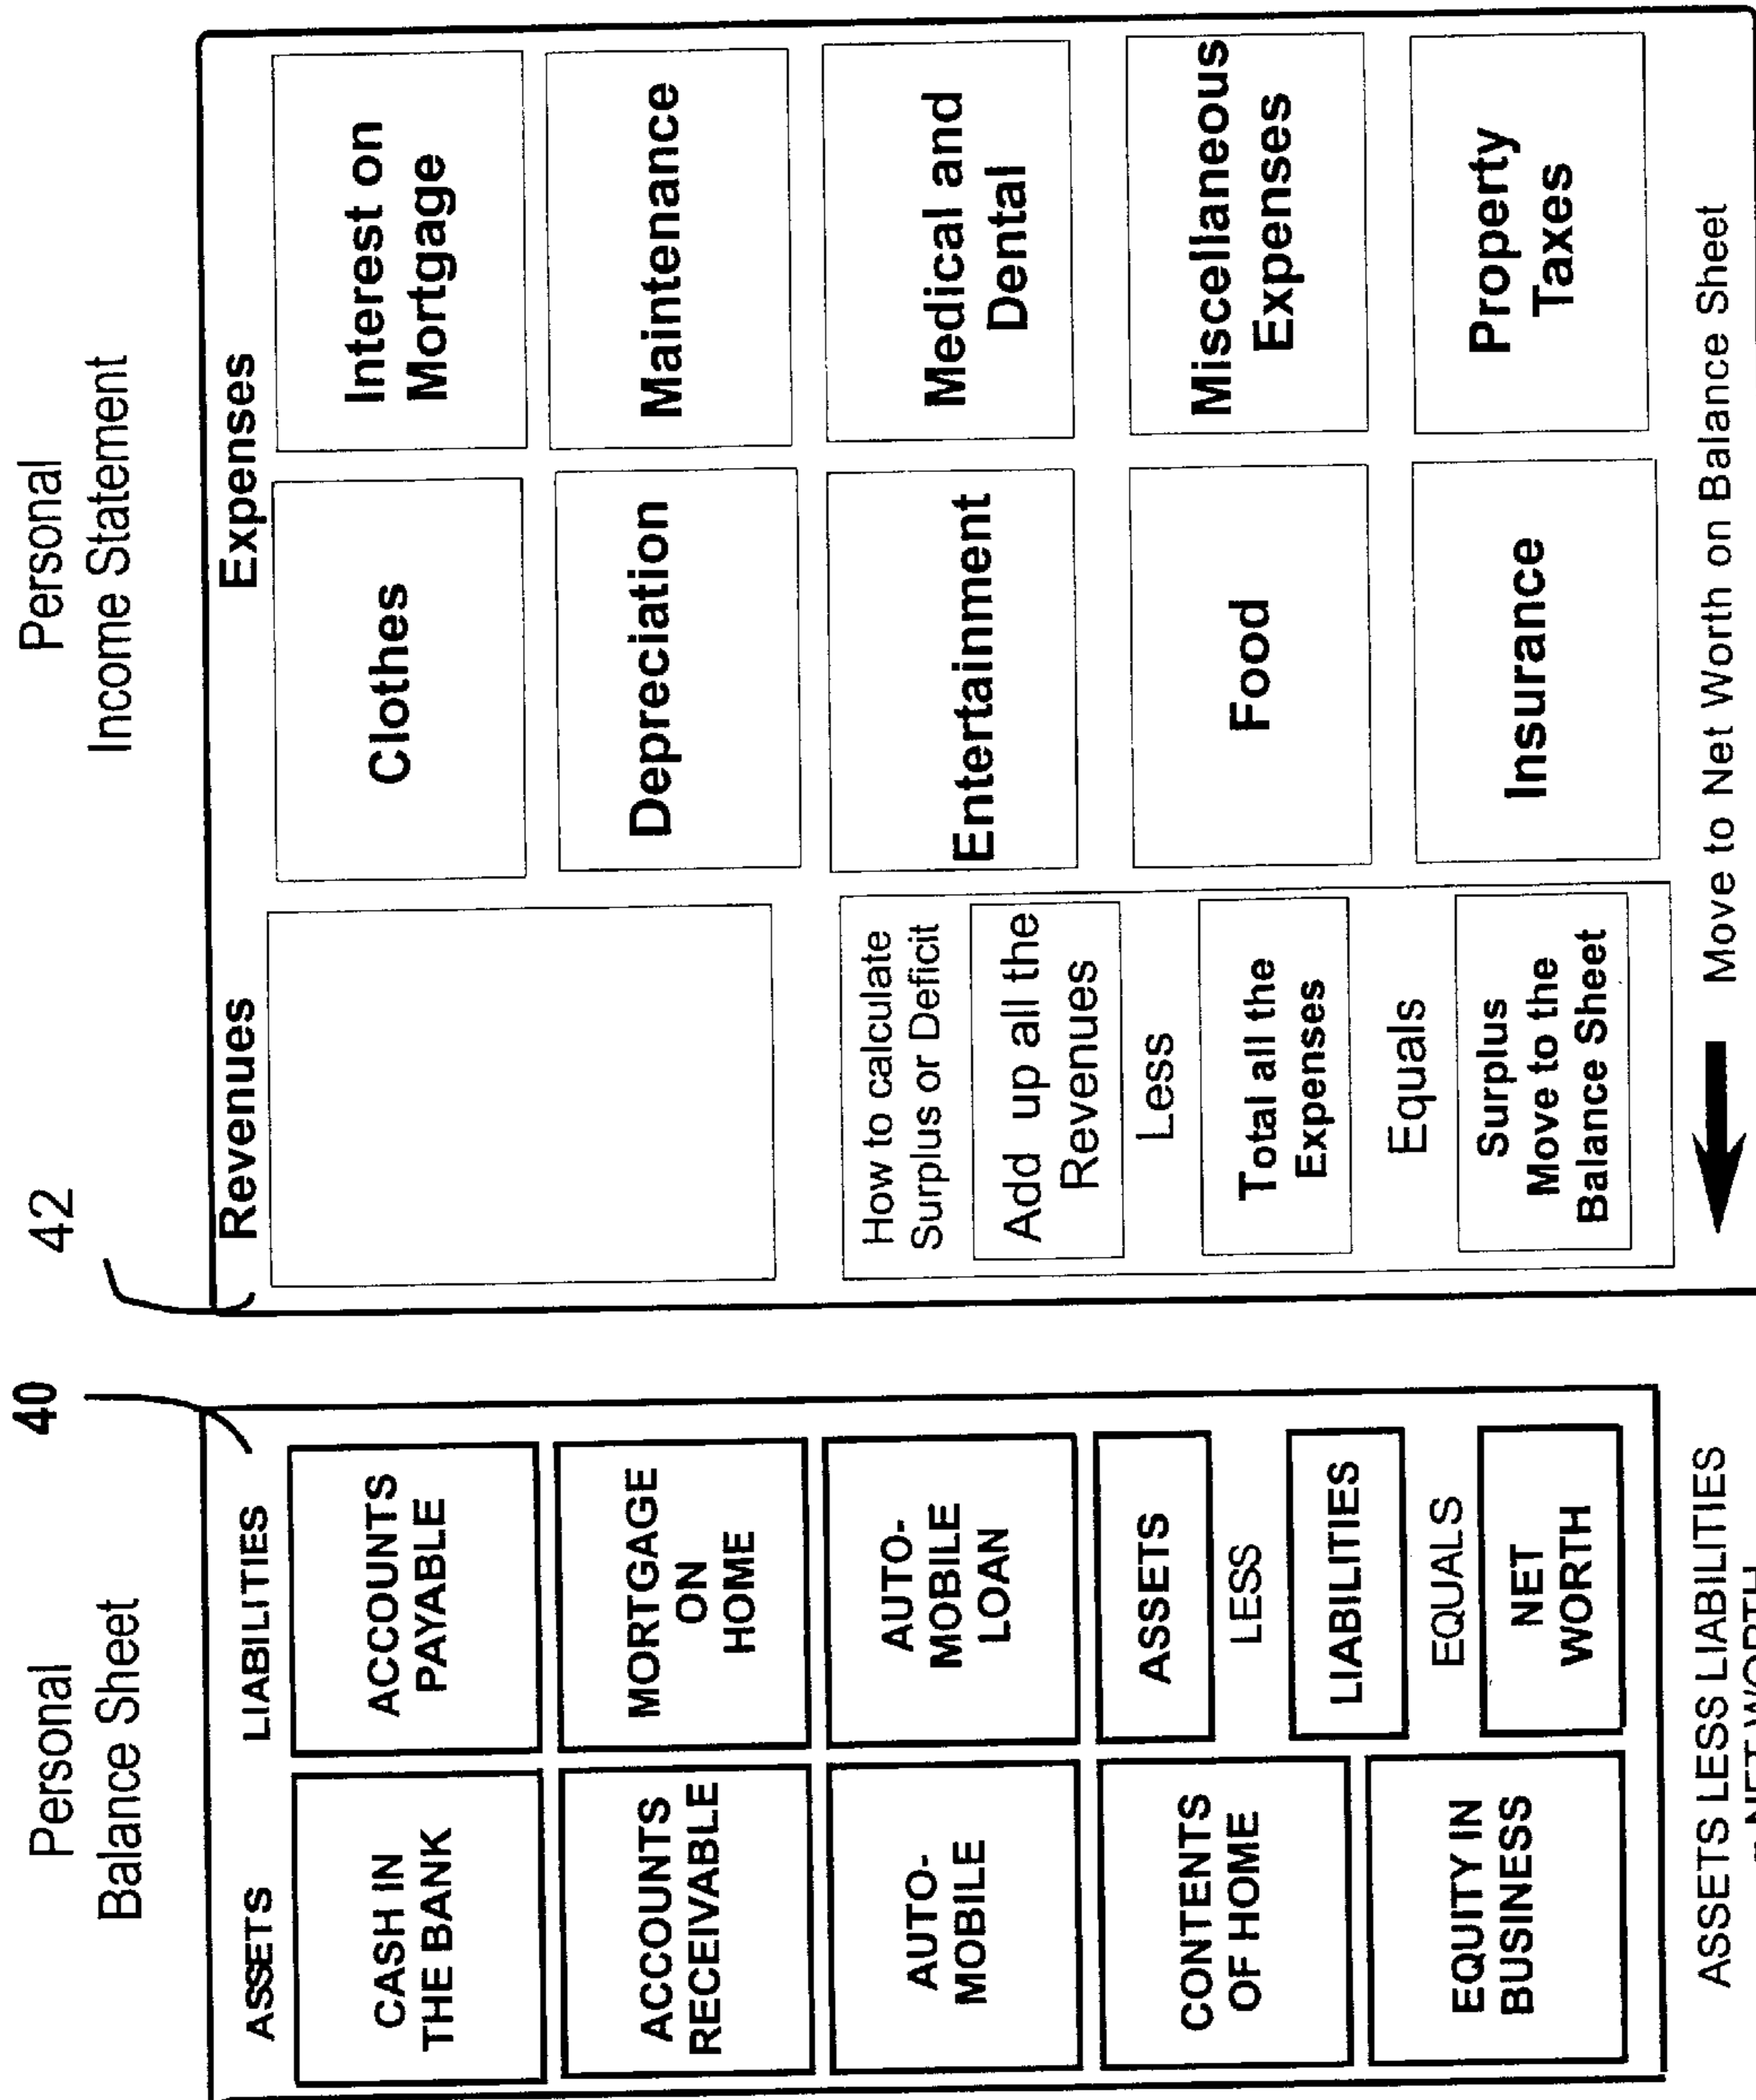 Personal
Balance Sheet
40
ASSETS
LIABILITIES
CASH IN
THE BANK
ACCOUNTS
PAYABLE
ACCOUNTS
RECEIVABLE
MORTGAGE
ON
HOME
AUTO-
MOBILE
AUTO-
MOBILE
LOAN
CONTENTS
OF HOME
EQUITY IN
BUSINESS
ASSETS
LESS
LIABILITIES
EQUALS
NET
WORTH
ASSETS LESS LIABILITIES
NET WORTH
Personal
Income Statement
42
Revenues
Expenses
Clothes
Interest on
Mortgage
Depreciation
Maintenance
How to calculate
Surplus or Deficit
Add up all the
Revenues
Less
Total all the
Expenses
Equals
Surplus
Move to the
Balance Sheet
Entertainment
Medical and
Dental
Food
Miscellaneous
Expenses
Insurance
Property
Taxes
Move to Net Worth on Balance Sheet